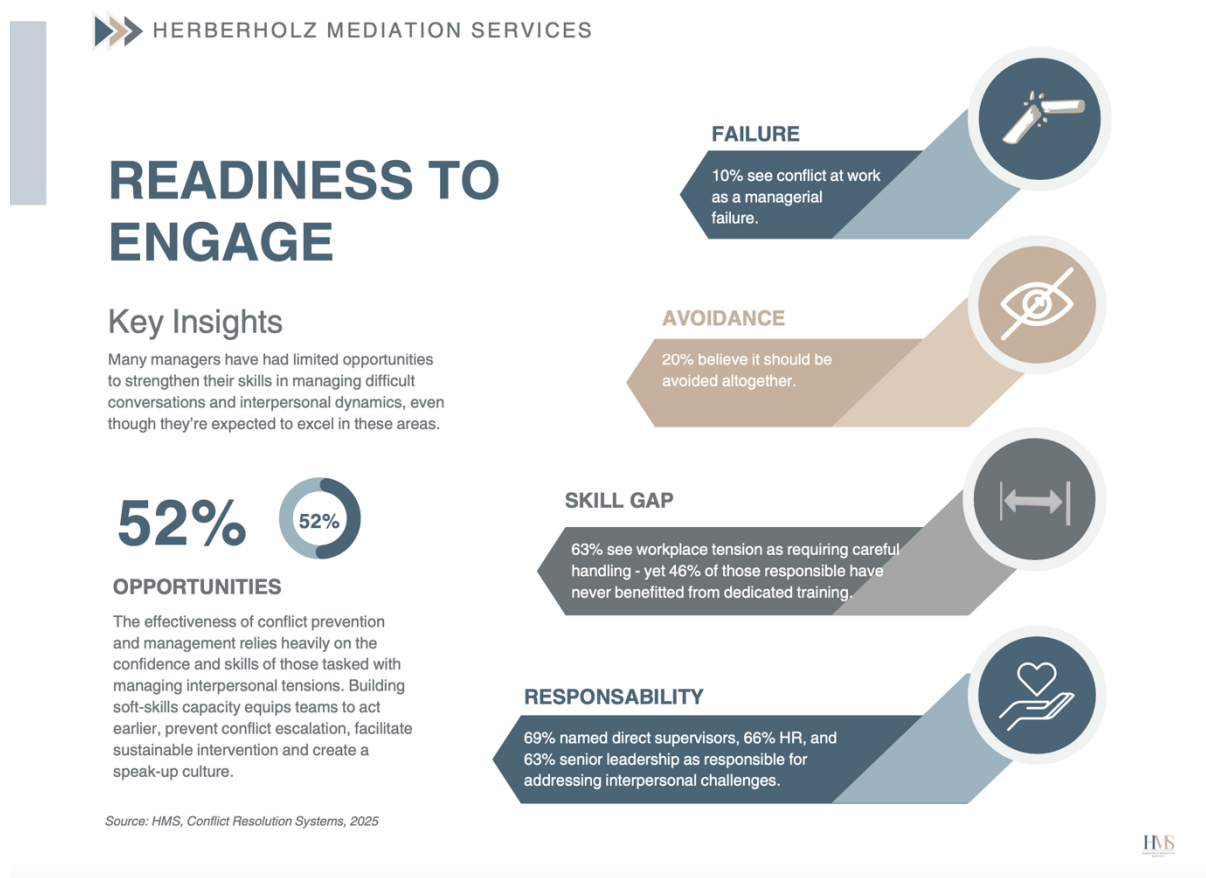 HERBERHOLZ MEDIATION SERVICES
READINESS TO
ENGAGE
Key Insights
Many managers have had limited opportunities
to strengthen their skills in managing difficult
conversations and interpersonal dynamics, even
though they're expected to excel in these areas.
52%
52%
OPPORTUNITIES
The effectiveness of conflict prevention
and management relies heavily on the
confidence and skills of those tasked with
managing interpersonal tensions. Building
soft-skills capacity equips teams to act
earlier, prevent conflict escalation, facilitate
sustainable intervention and create a
speak-up culture.
Source: HMS, Conflict Resolution Systems, 2025
FAILURE
10% see conflict at work
as a managerial
failure.
AVOIDANCE
20% believe it should be
avoided altogether.
SKILL GAP
63% see workplace tension as requiring careful
handling - yet 46% of those responsible have
never benefitted from dedicated training.
RESPONSABILITY
69% named direct supervisors, 66% HR, and
63% senior leadership as responsible for
addressing interpersonal challenges.
HMS